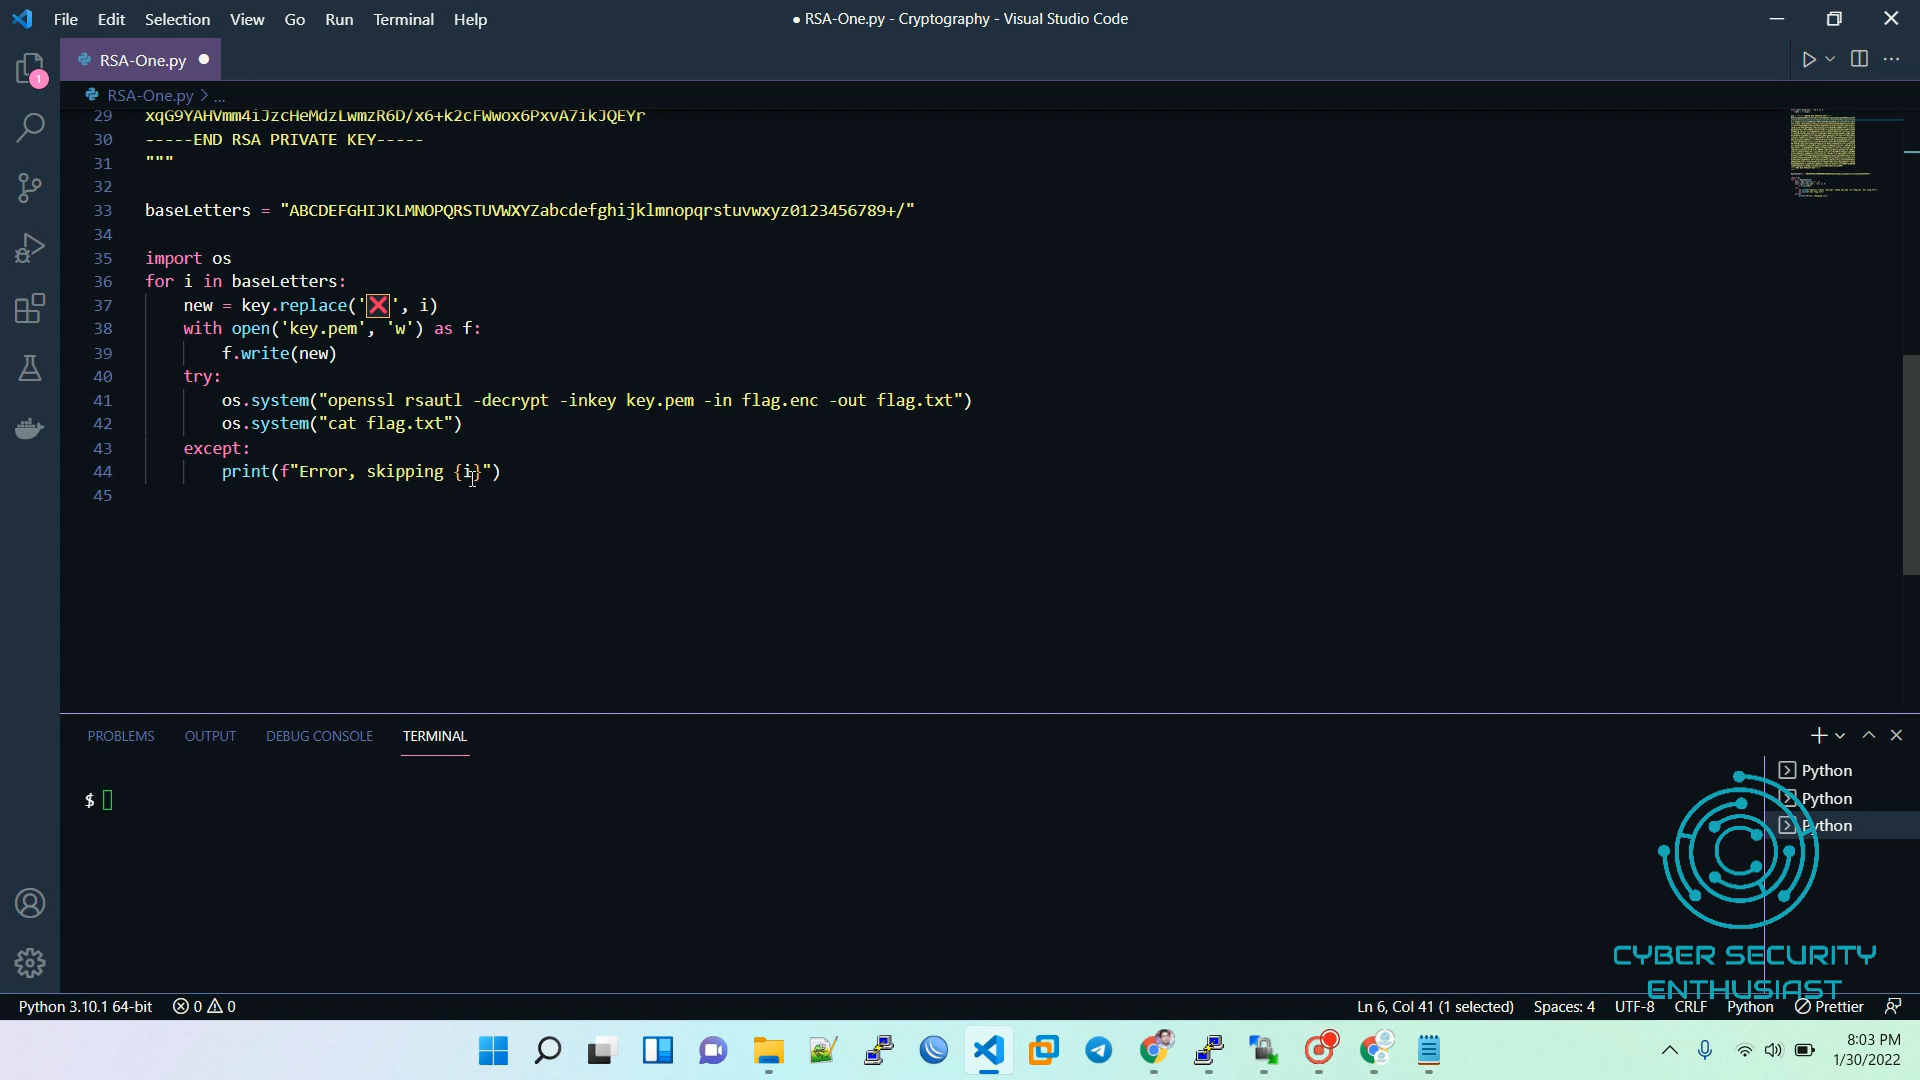 File Edit Selection View Go Run Terminal Help
● RSA-One.py - Cryptography - Visual Studio Code
RSA-One.py
1
RSA-One.py > ...
29 xqG9YAHVmm4iJzcHeMdzLwmzR6D/x6+k2cFWwox6PxvA7ikJQEYr
30 -----END RSA PRIVATE KEY-----
31 """
32
33 baseLetters = "ABCDEFGHIJKLMNOPQRSTUVWXYZabcdefghijklmnopqrstuvwxyz0123456789+/"
34
35 import os
36 for i in baseLetters:
37 new = key.replace('❌', i)
38 with open('key.pem', 'w') as f:
39 f.write(new)
40 try:
41 os.system("openssl rsautl -decrypt -inkey key.pem -in flag.enc -out flag.txt")
42 os.system("cat flag.txt")
43 except:
44 print(f"Error, skipping {i}")
45
PROBLEMS OUTPUT DEBUG CONSOLE TERMINAL
$
Python
Python
Python
CYBER SECURITY
ENTHUSIAST
Python 3.10.1 64-bit 0 0
Ln 6, Col 41 (1 selected) Spaces: 4 UTF-8 CRLF Python Prettier
8:03 PM
1/30/2022